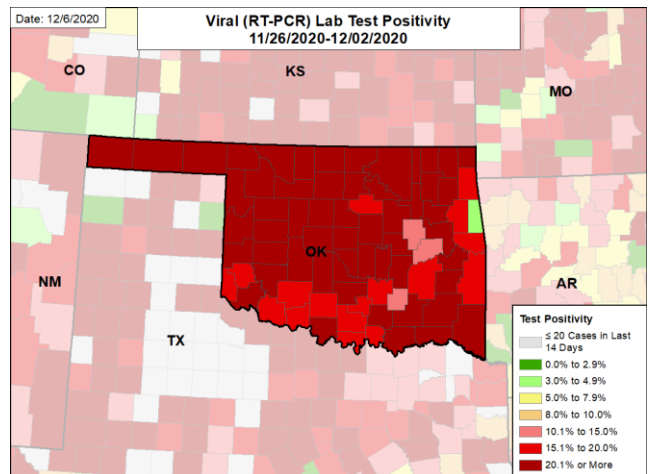 Date: 12/6/2020
Viral (RT-PCR) Lab Test Positivity
11/26/2020-12/02/2020
CO
KS
MO
OK
NM
AR
TX
Test Positivity
≤ 20 Cases in Last
14 Days
0.0% to 2.9%
3.0% to 4.9%
5.0% to 7.9%
8.0% to 10.0%
10.1% to 15.0%
15.1% to 20.0%
20.1% or More